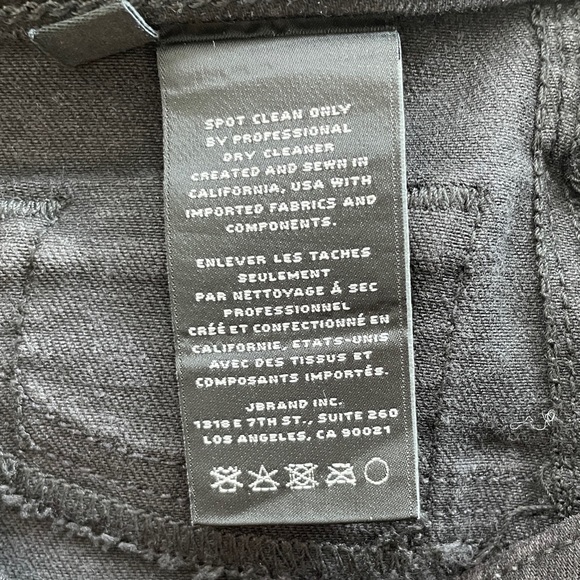 SPOT CLEAN ONLY
BY PROFESSIONAL
DRY CLEANER
CREATED AND SEWN IN
CALIFORNIA, USA WITH
IMPORTED FABRICS AND
COMPONENTS.
ENLEVER LES TACHES
SEULEMENT
PAR NETTOYAGE À SEC
PROFESSIONNEL
CRÉÉ ET CONFECTIONNÉ EN
CALIFORNIE, ETATS-UNIS
AVEC DES TISSUS ET
COMPOSANTS IMPORTÉS.
JBRAND INC.
1318 E 7TH ST., SUITE 260
LOS ANGELES, CA 90021